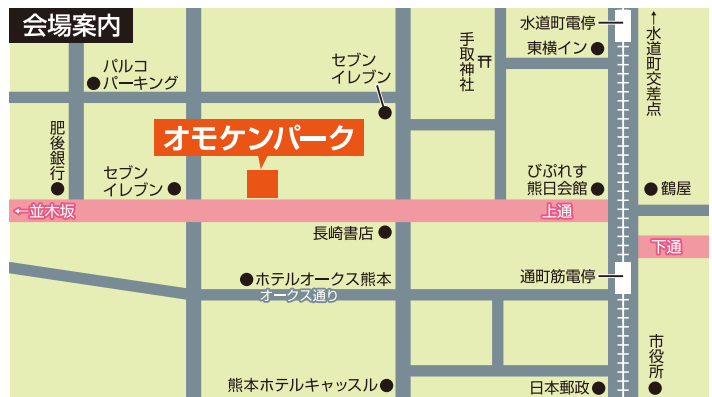 会場案内
パルコ
パーキング
セブン
イレブン
手取神社
水道町電停
東横イン
↑水道町交差点
オモケンパーク
肥後銀行
セブン
イレブン
びぷれす
熊日会館
鶴屋
←並木坂
上通
長崎書店
下通
ホテルオークス熊本
オークス通り
通町筋電停
市役所
熊本ホテルキャッスル
日本郵政